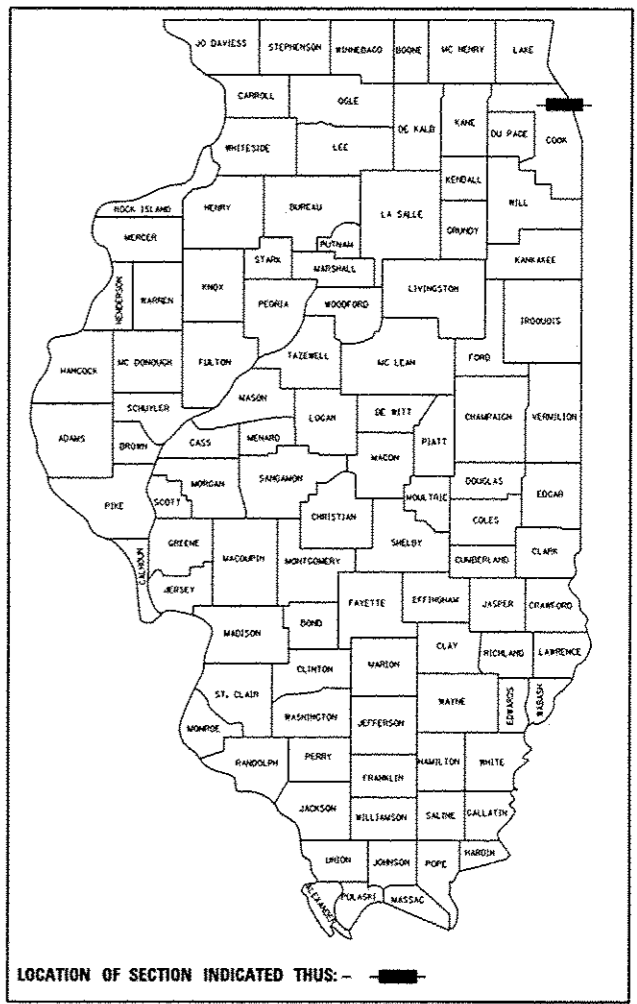 JO DAVIESS STEPHENSON WINNEBAGO BOONE MC HENRY LAKE
CARROLL OGLE
DE KALB KANE DU PAGE COOK
WHITESIDE LEE
KENDALL
ROCK ISLAND HENRY BUREAU LA SALLE WILL
MERCER GRUNDY
PUTNAM
STARK MARSHALL KANKAKEE
HENDERSON WARREN KNOX PEORIA WOODFORD LIVINGSTON
IROQUOIS
HANCOCK MC DONOUGH FULTON TAZEWELL MC LEAN FORD
MASON
SCHUYLER LOGAN DE WITT CHAMPAIGN VERMILION
ADAMS BROWN CASS MENARD PIATT
MACON
MORGAN SANGAMON DOUGLAS
PIKE SCOTT MOULTRIE EDGAR
CHRISTIAN COLES
GREENE SHELBY
CALHOUN MACOUPIN MONTGOMERY CUMBERLAND CLARK
JERSEY FAYETTE EFFINGHAM JASPER CRAWFORD
MADISON BOND
CLAY RICHLAND LAWRENCE
CLINTON MARION
ST. CLAIR WAYNE EDWARDS WABASH
WASHINGTON JEFFERSON
MONROE
RANDOLPH PERRY HAMILTON WHITE
FRANKLIN
JACKSON WILLIAMSON SALINE GALLATIN
UNION JOHNSON POPE HARDIN
ALEXANDER PULASKI MASSAC
LOCATION OF SECTION INDICATED THUS: -